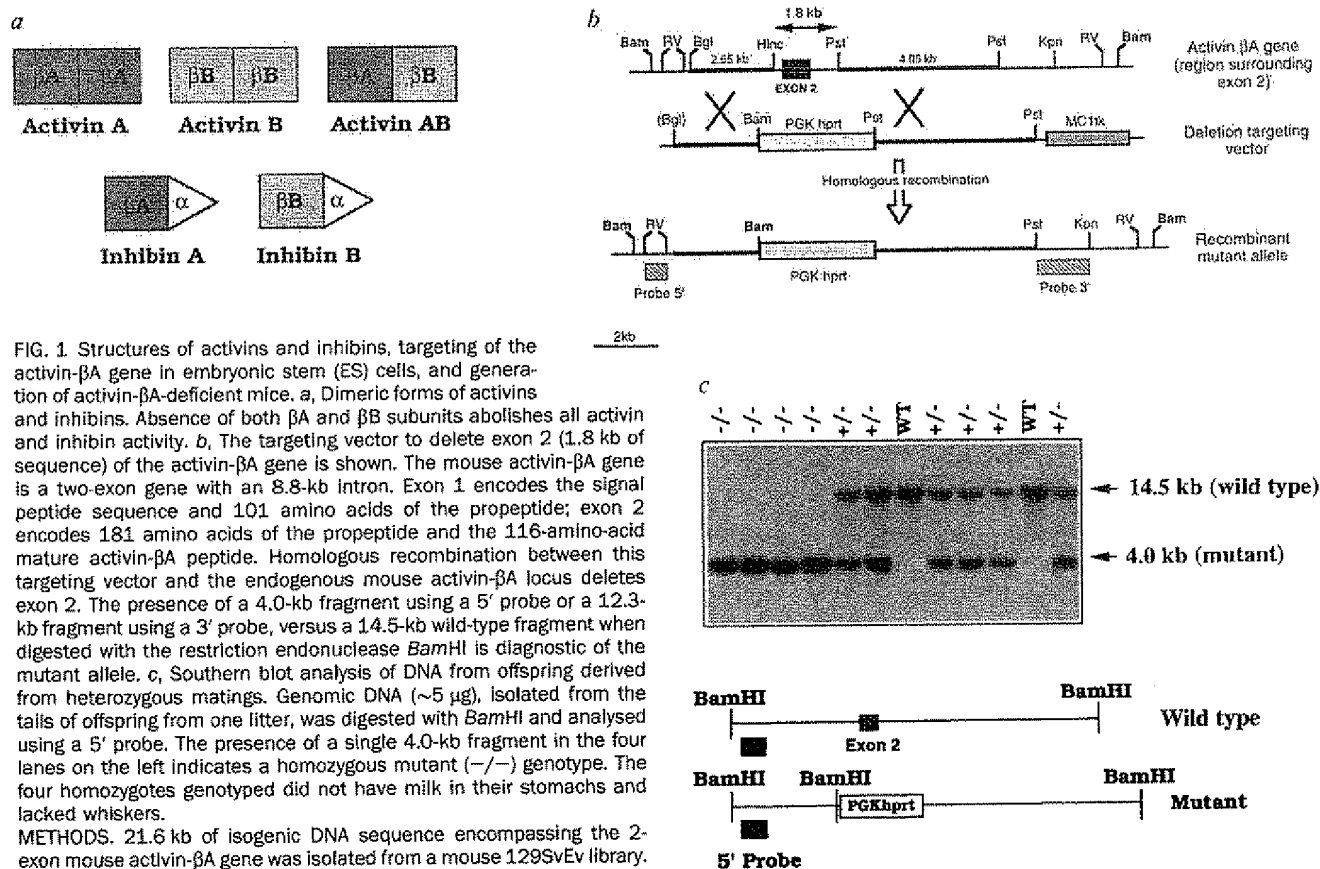 a
βA βA βB βB βA βB
Activin A Activin B Activin AB
βA α βB α
Inhibin A Inhibin B
b
1.8 kb
Bam RV Bgl Hinc Pst Pst Kpn RV Bam
2.55 kb 4.05 kb
EXON 2
Activin βA gene
(region surrounding
exon 2)
(Bgl) Bam PGK hprt Pst Pst MC1tk
Deletion targeting
vector
Homologous recombination
Bam RV Bam Pst Kpn RV Bam
Recombinant
mutant allele
Probe 5' PGK hprt Probe 3'
2kb
FIG. 1 Structures of activins and inhibins, targeting of the
activin-βA gene in embryonic stem (ES) cells, and genera-
tion of activin-βA-deficient mice. a, Dimeric forms of activins
and inhibins. Absence of both βA and βB subunits abolishes all activin
and inhibin activity. b, The targeting vector to delete exon 2 (1.8 kb of
sequence) of the activin-βA gene is shown. The mouse activin-βA gene
is a two-exon gene with an 8.8-kb intron. Exon 1 encodes the signal
peptide sequence and 101 amino acids of the propeptide; exon 2
encodes 181 amino acids of the propeptide and the 116-amino-acid
mature activin-βA peptide. Homologous recombination between this
targeting vector and the endogenous mouse activin-βA locus deletes
exon 2. The presence of a 4.0-kb fragment using a 5′ probe or a 12.3-
kb fragment using a 3′ probe, versus a 14.5-kb wild-type fragment when
digested with the restriction endonuclease BamHI is diagnostic of the
mutant allele. c, Southern blot analysis of DNA from offspring derived
from heterozygous matings. Genomic DNA (~5 μg), isolated from the
tails of offspring from one litter, was digested with BamHI and analysed
using a 5′ probe. The presence of a single 4.0-kb fragment in the four
lanes on the left indicates a homozygous mutant (−/−) genotype. The
four homozygotes genotyped did not have milk in their stomachs and
lacked whiskers.
METHODS. 21.6 kb of isogenic DNA sequence encompassing the 2-
exon mouse activin-βA gene was isolated from a mouse 129SvEv library.
c
-/- -/- -/- -/- +/- +/- WT +/- +/- +/- WT +/-
14.5 kb (wild type)
4.0 kb (mutant)
BamHI BamHI
Wild type
Exon 2
BamHI BamHI BamHI
PGKhprt Mutant
5' Probe